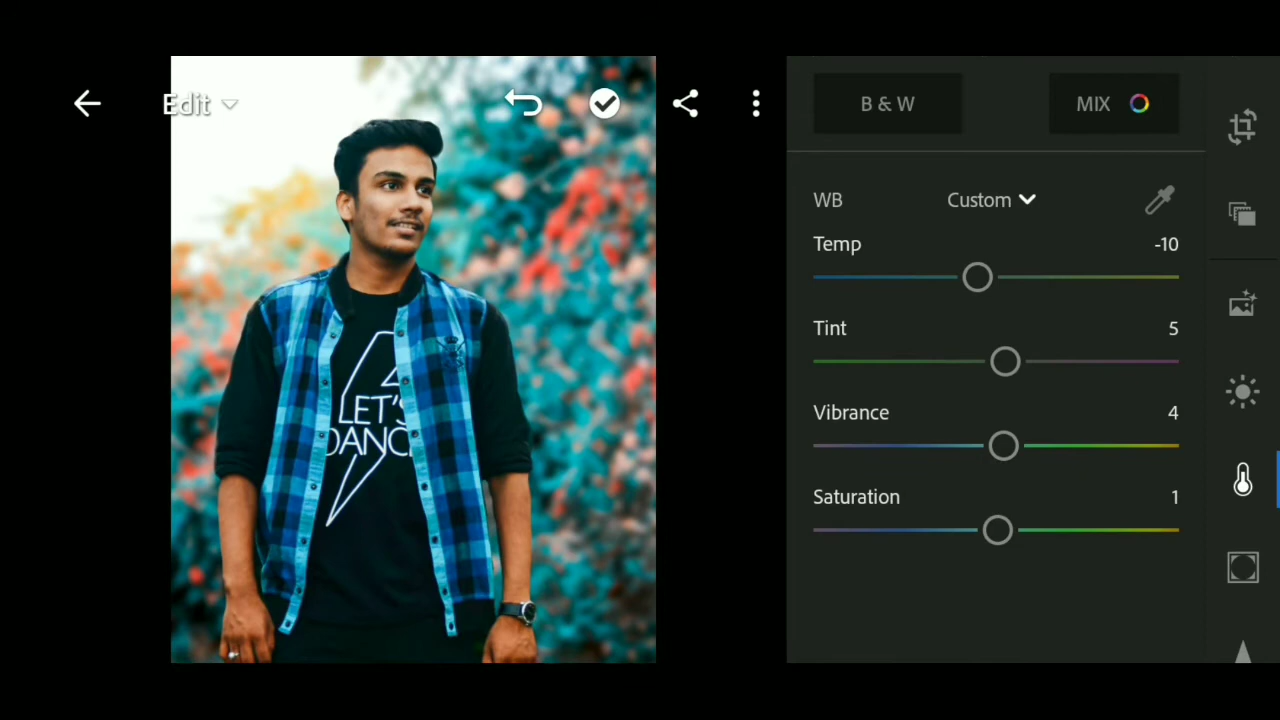 Edit
B & W
MIX
WB
Custom
Temp
-10
Tint
5
Vibrance
4
Saturation
1
LET'S
DANC